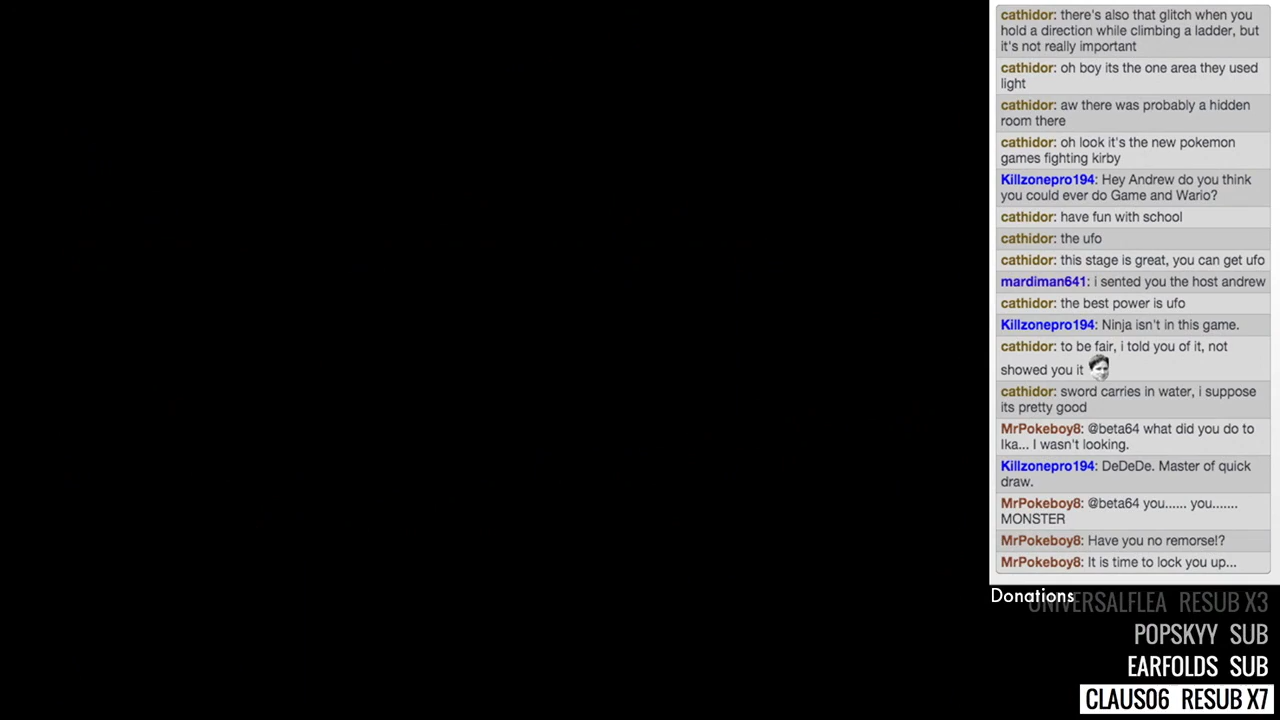 cathidor: there's also that glitch when you
hold a direction while climbing a ladder, but
it's not really important
cathidor: oh boy its the one area they used
light
cathidor: aw there was probably a hidden
room there
cathidor: oh look it's the new pokemon
games fighting kirby
Killzonepro194: Hey Andrew do you think
you could ever do Game and Wario?
cathidor: have fun with school
cathidor: the ufo
cathidor: this stage is great, you can get ufo
mardiman641: i sented you the host andrew
cathidor: the best power is ufo
Killzonepro194: Ninja isn't in this game.
cathidor: to be fair, i told you of it, not
showed you it
cathidor: sword carries in water, i suppose
its pretty good
MrPokeboy8: @beta64 what did you do to
Ika... I wasn't looking.
Killzonepro194: DeDeDe. Master of quick
draw.
MrPokeboy8: @beta64 you...... you.......
MONSTER
MrPokeboy8: Have you no remorse!?
MrPokeboy8: It is time to lock you up...
Donations
UNIVERSALFLEA RESUB X3
POPSKYY SUB
EARFOLDS SUB
CLAUS06 RESUB X7